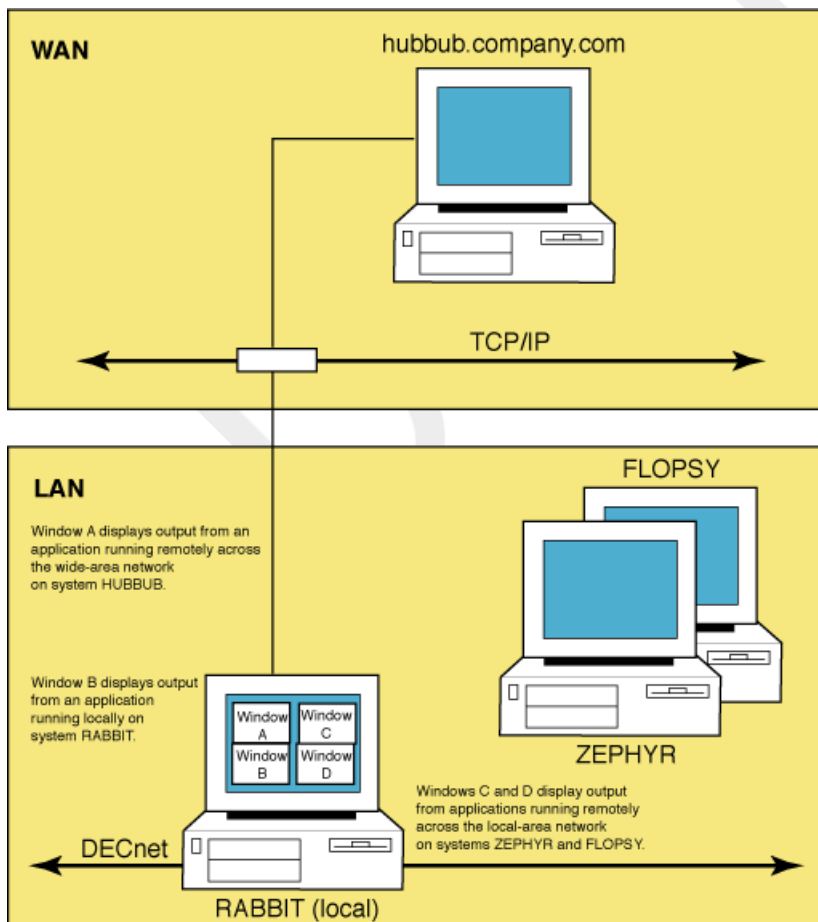 WAN
hubbub.company.com
TCP/IP
LAN
FLOPSY
Window A displays output from an
application running remotely across
the wide-area network
on system HUBBUB.
Window B displays output
from an application
running locally on
system RABBIT.
Window
A
Window
C
Window
B
Window
D
ZEPHYR
Windows C and D display output
from applications running remotely
across the local-area network
on systems ZEPHYR and FLOPSY.
DECnet
RABBIT (local)